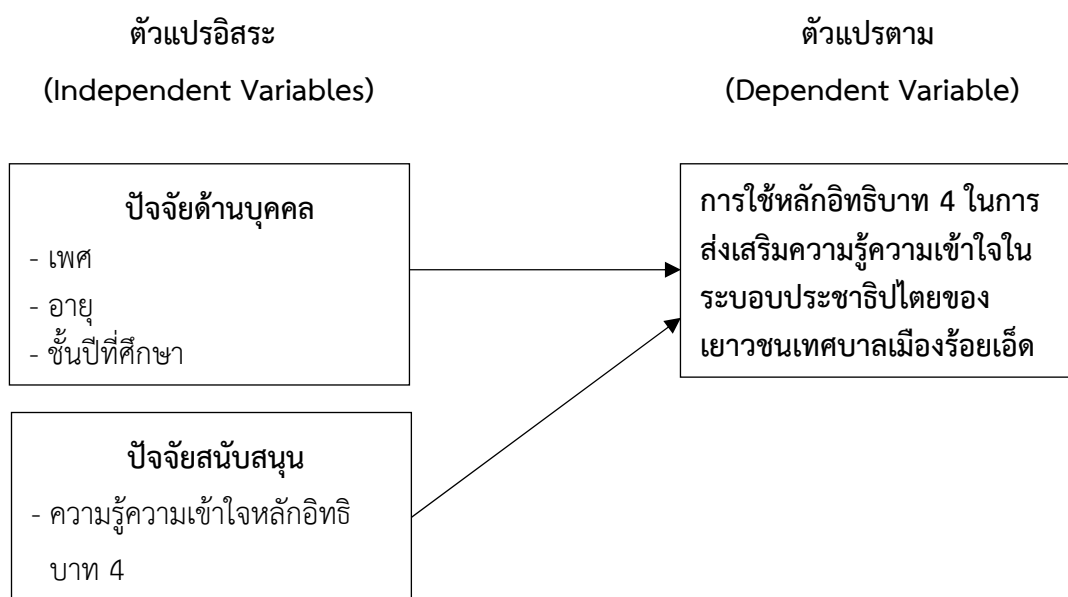 ตัวแปรอิสระ
(Independent Variables)
ตัวแปรตาม
(Dependent Variable)
ปัจจัยด้านบุคคล
- เพศ
- อายุ
- ชั้นปีที่ศึกษา
การใช้หลักอิทธิบาท 4 ในการ
ส่งเสริมความรู้ความเข้าใจใน
ระบอบประชาธิปไตยของ
เยาวชนเทศบาลเมืองร้อยเอ็ด
ปัจจัยสนับสนุน
- ความรู้ความเข้าใจหลักอิทธิ
บาท 4